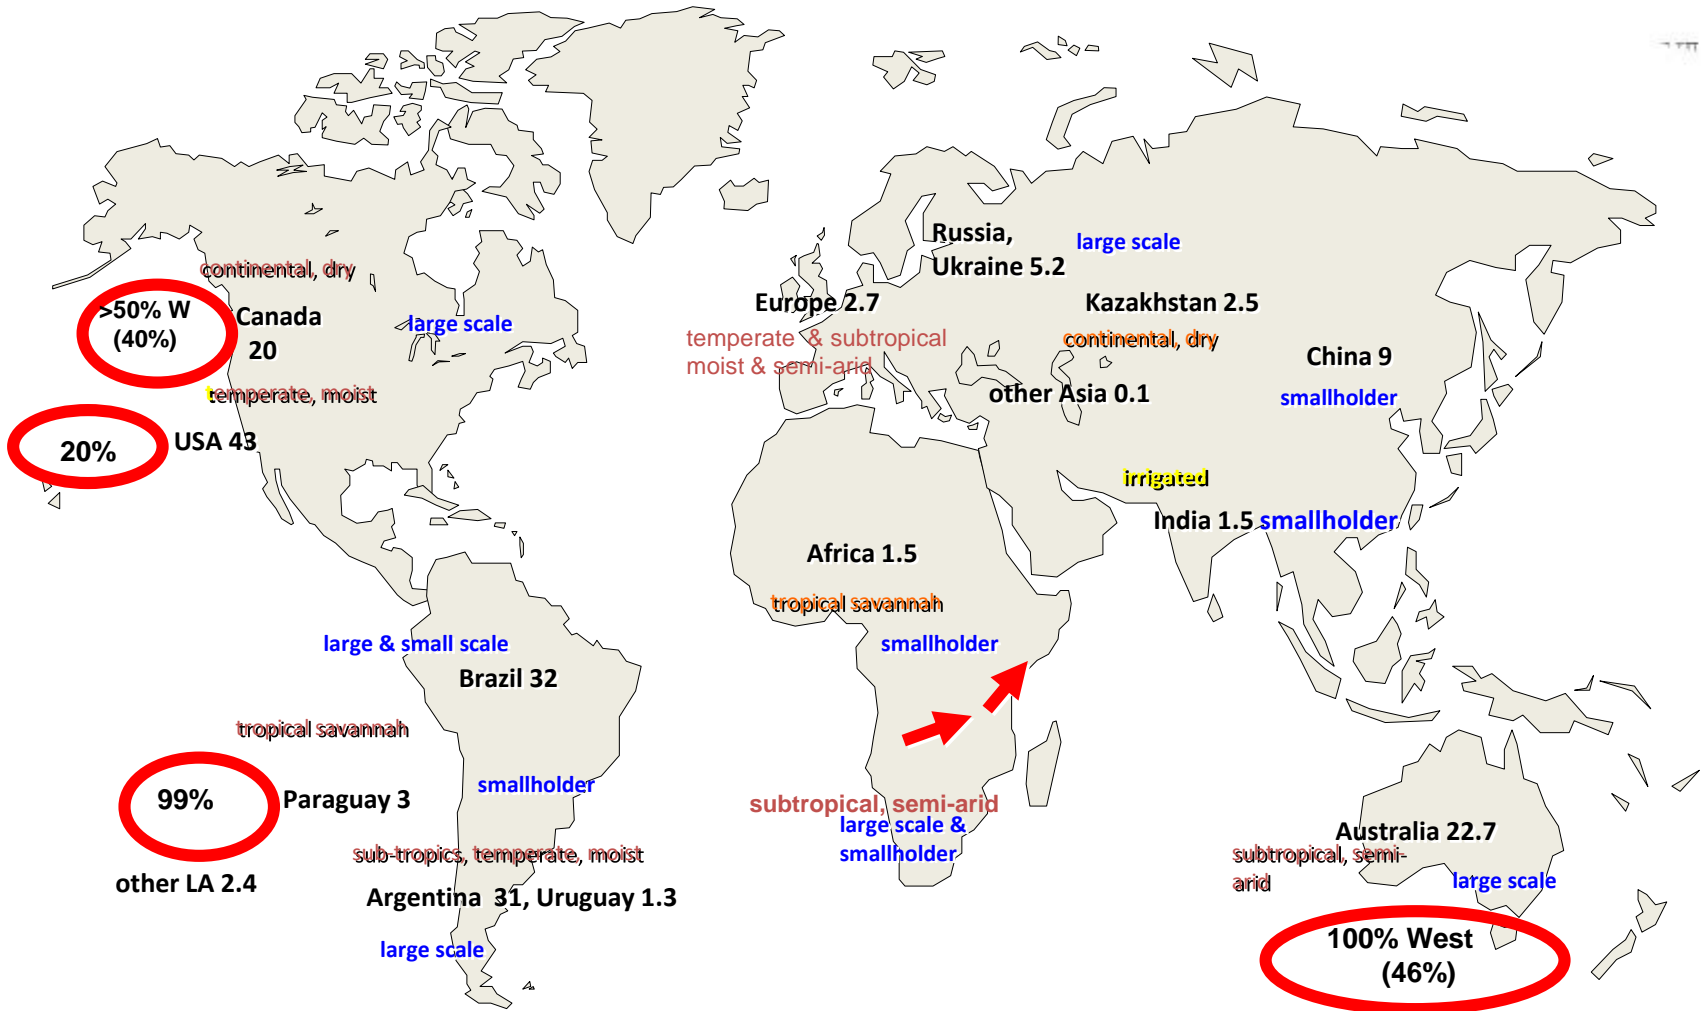 Russia,
Ukraine 5.2
large scale
continental, dry
>50% W
(40%)
Canada
20
large scale
Europe 2.7
temperate & subtropical
moist & semi-arid
Kazakhstan 2.5
continental, dry
China 9
smallholder
other Asia 0.1
temperate, moist
20%
USA 43
irrigated
India 1.5 smallholder
Africa 1.5
tropical savannah
smallholder
large & small scale
Brazil 32
tropical savannah
99%
Paraguay 3
smallholder
subtropical, semi-arid
large scale &
smallholder
sub-tropics, temperate, moist
other LA 2.4
Argentina 31, Uruguay 1.3
large scale
Australia 22.7
subtropical, semi-
arid
large scale
100% West
(46%)